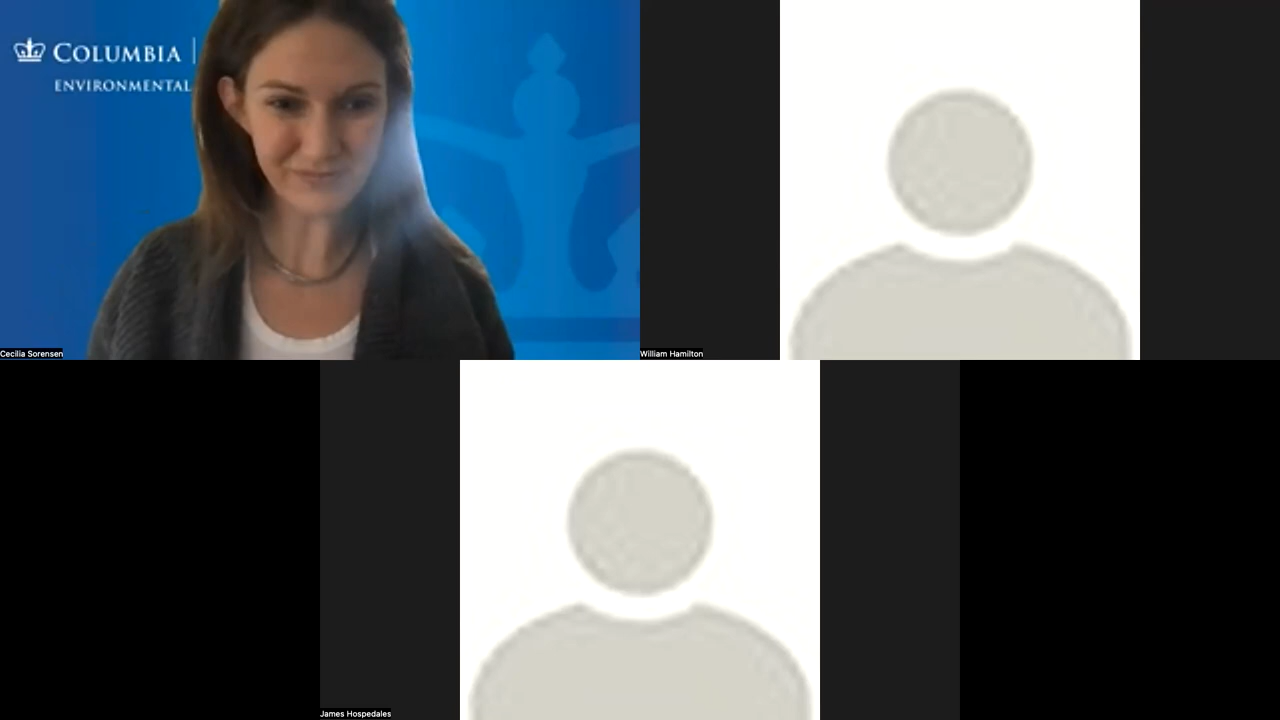 COLUMBIA
ENVIRONMENTAL
Cecilia Sorensen
William Hamilton
James Hospedales